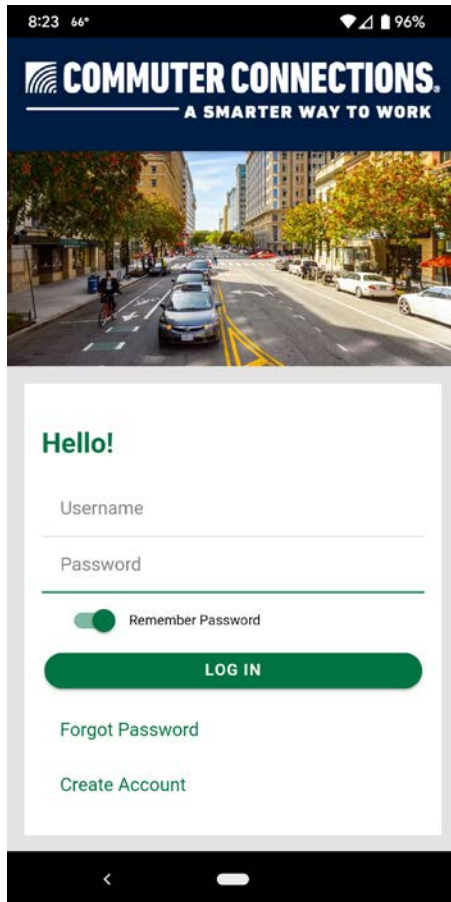 8:23 66° 96%
COMMUTER CONNECTIONS®
A SMARTER WAY TO WORK
Hello!
Username
Password
Remember Password
LOG IN
Forgot Password
Create Account